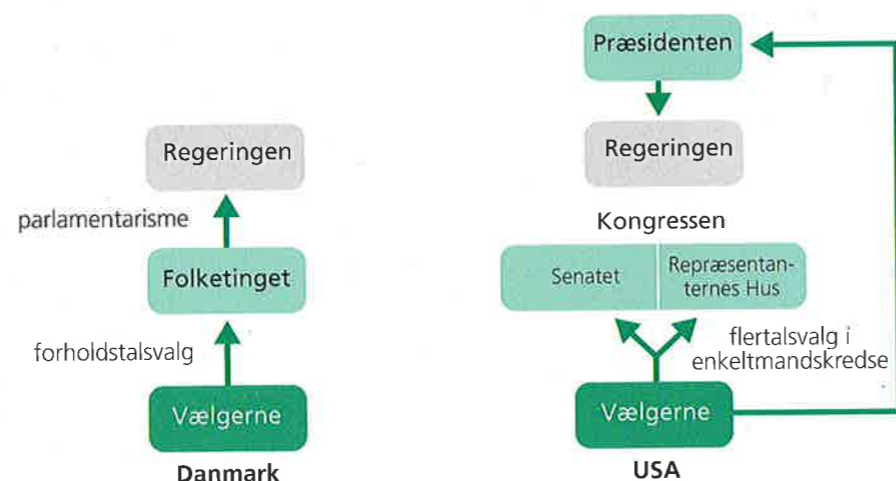 Regeringen
parlamentarisme
Folketinget
forholdstalsvalg
Vælgerne
Danmark
Præsidenten
Regeringen
Kongressen
Senatet
Repræsentan-
ternes Hus
flertalsvalg i
enkeltmandskredse
Vælgerne
USA